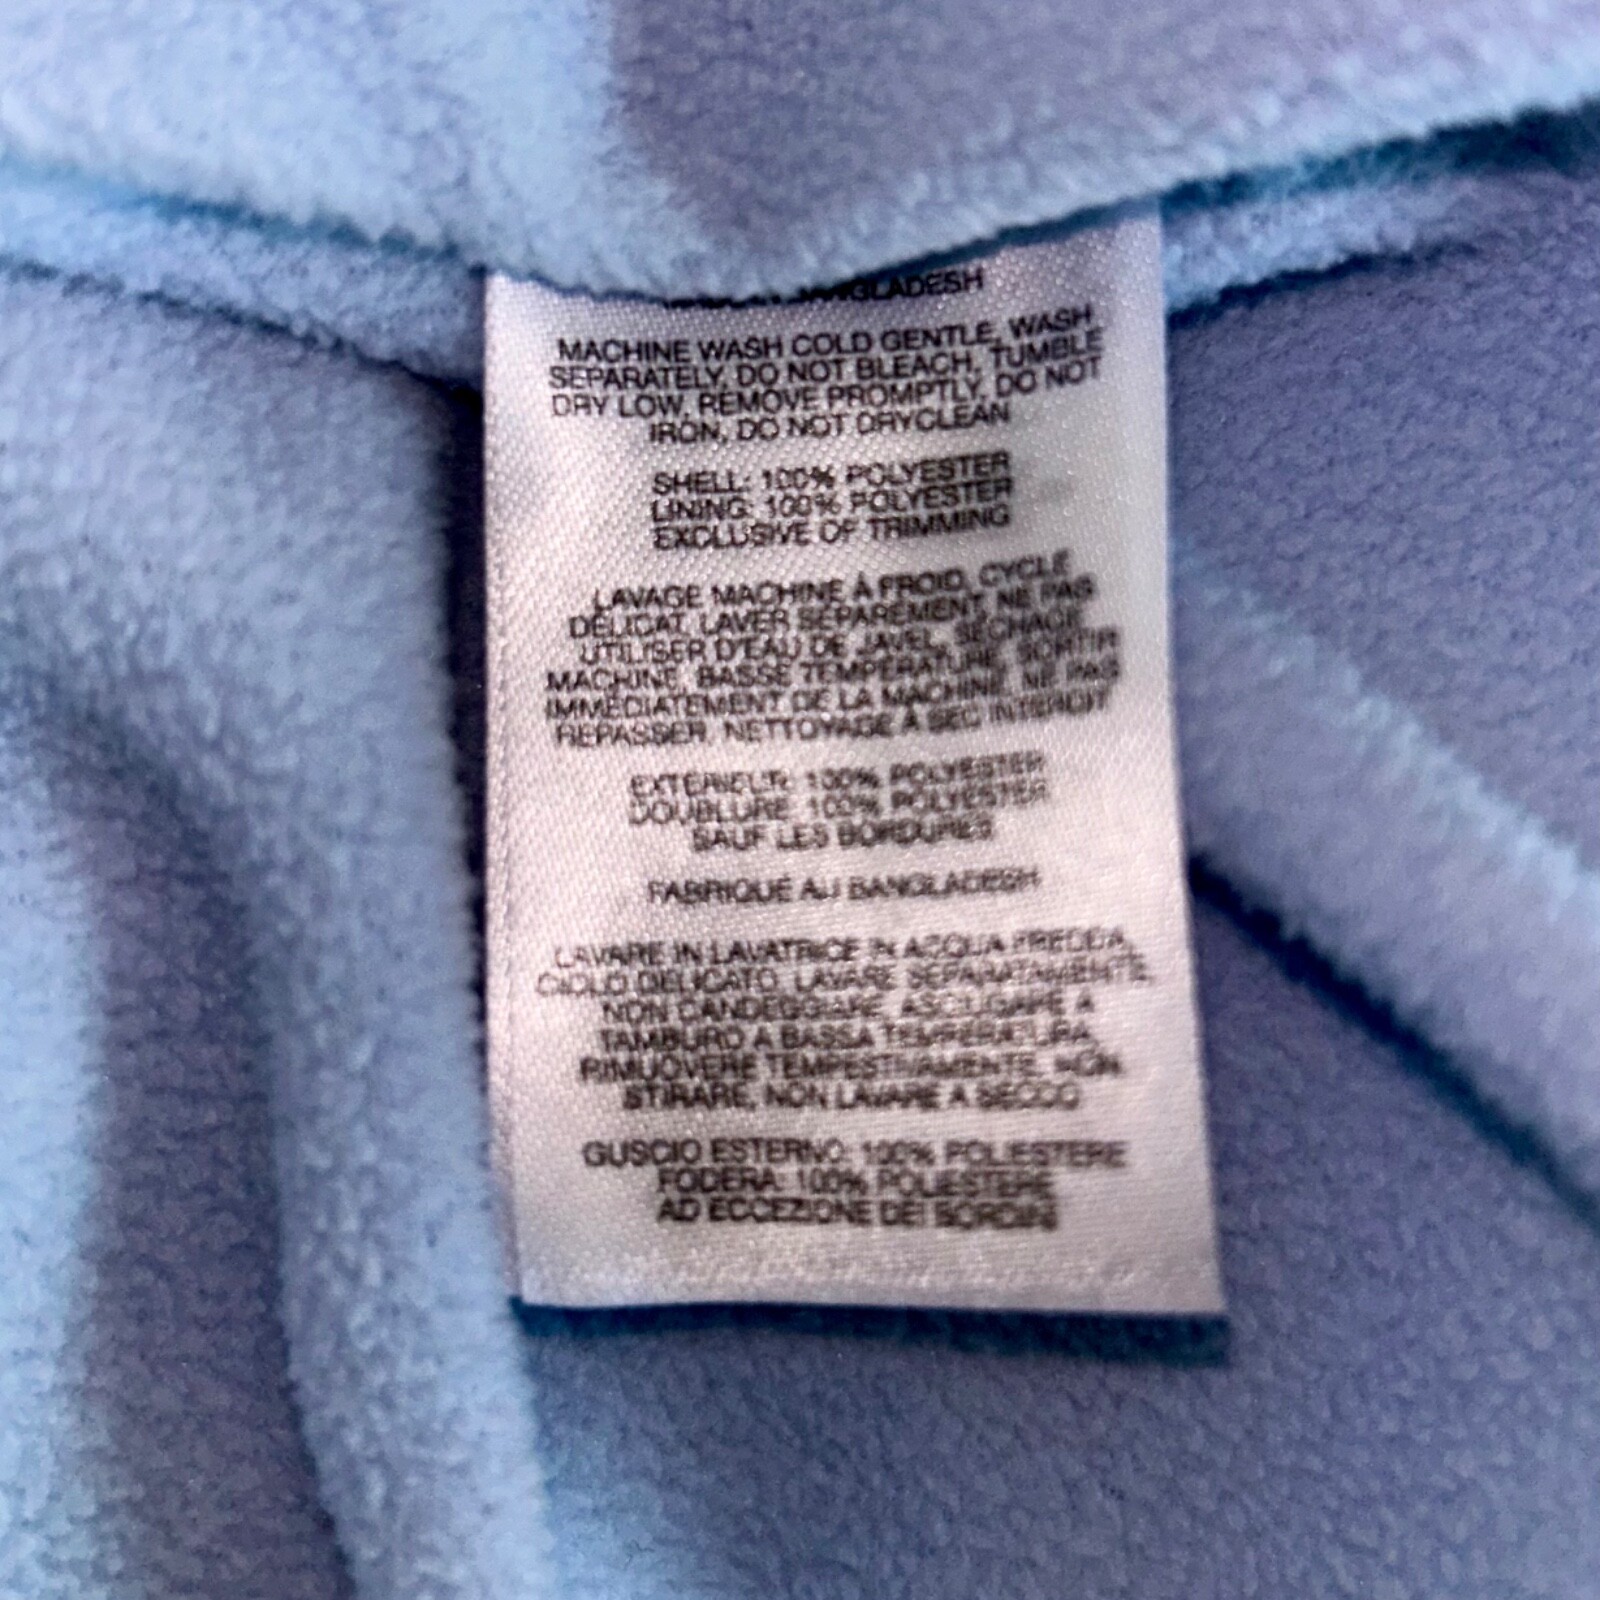 BANGLADESH
MACHINE WASH COLD GENTLE, WASH
SEPARATELY, DO NOT BLEACH, TUMBLE
DRY LOW, REMOVE PROMPTLY, DO NOT
IRON, DO NOT DRYCLEAN
SHELL: 100% POLYESTER
LINING: 100% POLYESTER
EXCLUSIVE OF TRIMMING
LAVAGE MACHINE À FROID, CYCLE
DÉLICAT, LAVER SÉPARÉMENT, NE PAS
UTILISER D'EAU DE JAVEL, SÉCHAGE
MACHINE, BASSE TEMPÉRATURE, SORTIR
IMMÉDIATEMENT DE LA MACHINE, NE PAS
REPASSER, NETTOYAGE À SEC INTERDIT
EXTÉRIEUR: 100% POLYESTER
DOUBLURE: 100% POLYESTER
SAUF LES BORDURES
FABRIQUÉ AU BANGLADESH
LAVARE IN LAVATRICE IN ACQUA FREDDA,
CICLO DELICATO, LAVARE SEPARATAMENTE,
NON CANDEGGIARE, ASCIUGARE A
TAMBURO A BASSA TEMPERATURA,
RIMUOVERE TEMPESTIVAMENTE, NON
STIRARE, NON LAVARE A SECCO
GUSCIO ESTERNO: 100% POLIESTERE
FODERA: 100% POLIESTERE
AD ECCEZIONE DEI BORDINI